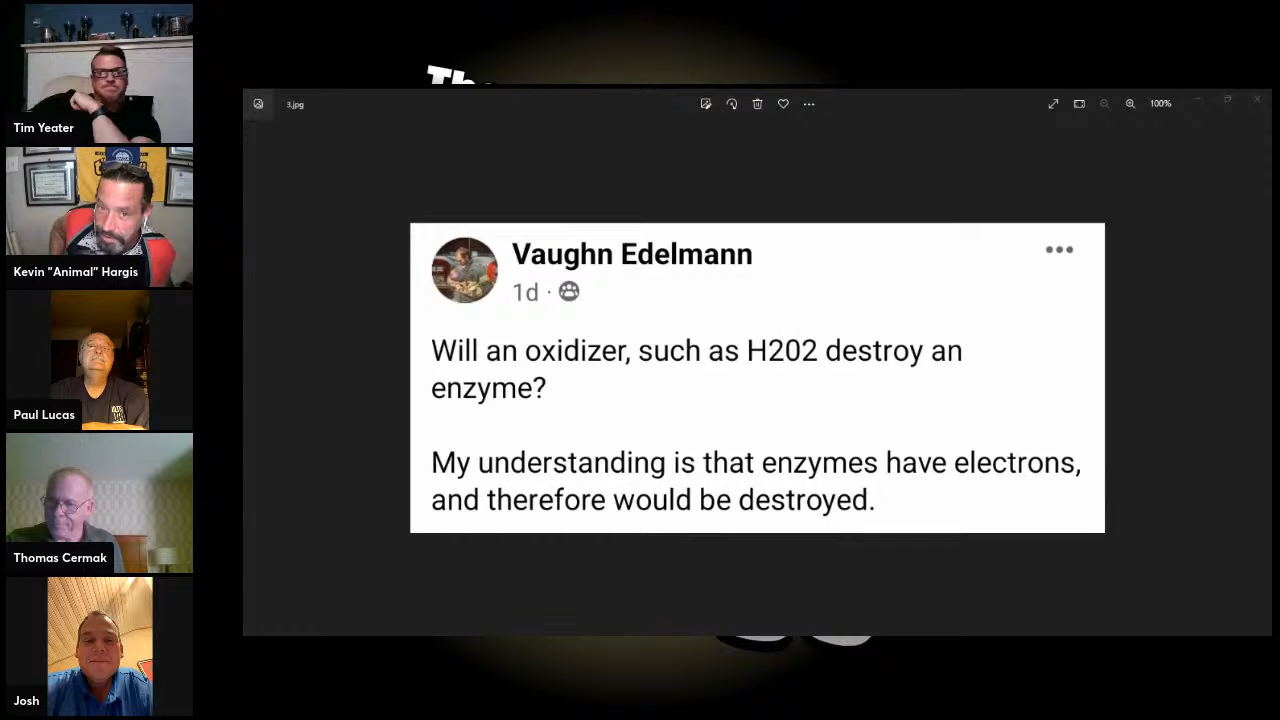 Tim Yeater
Kevin "Animal" Hargis
Paul Lucas
Thomas Cermak
Josh
The
3.jpg
100%
Vaughn Edelmann
1d ·
Will an oxidizer, such as H202 destroy an
enzyme?
My understanding is that enzymes have electrons,
and therefore would be destroyed.